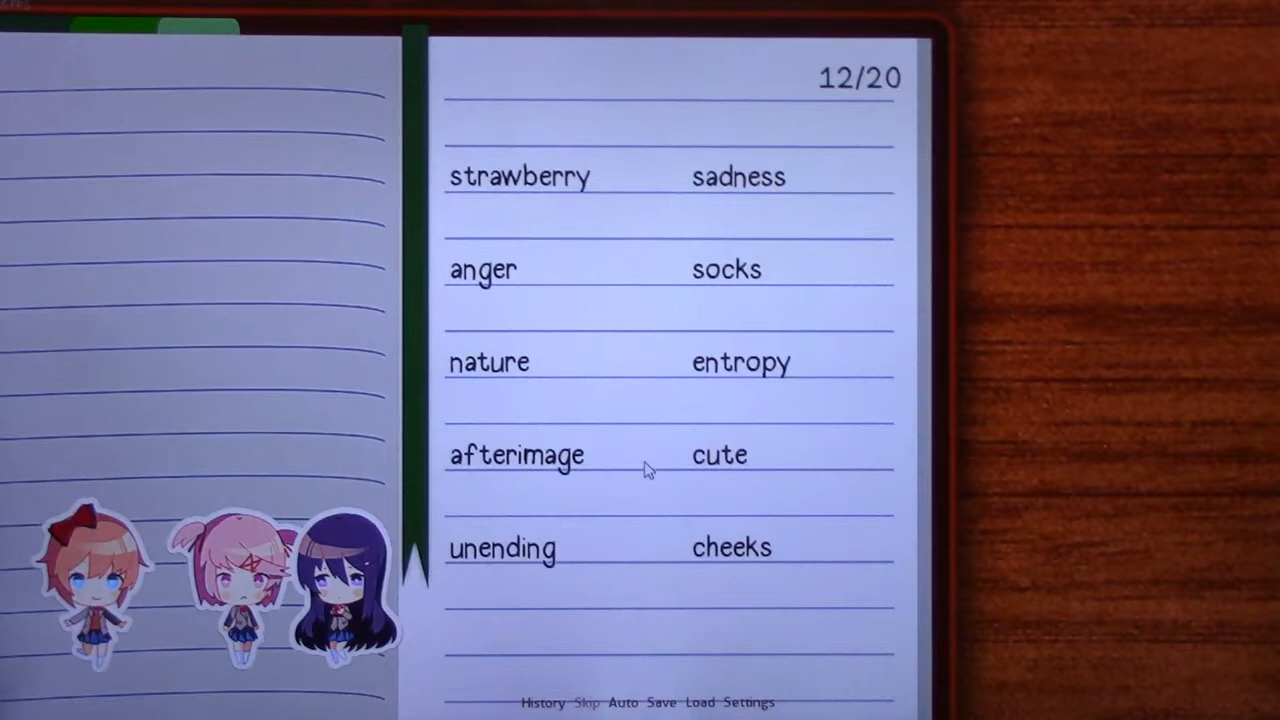 12/20
strawberry sadness
anger socks
nature entropy
afterimage cute
unending cheeks
History Skip Auto Save Load Settings